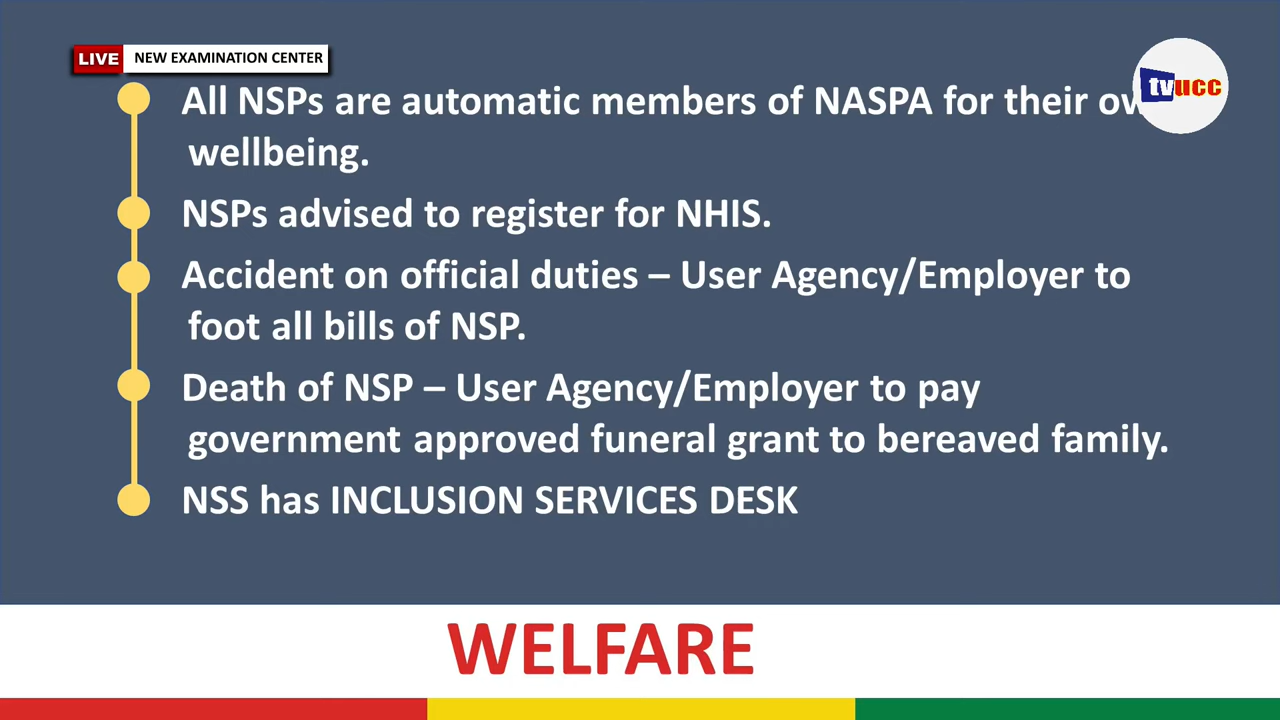 LIVE NEW EXAMINATION CENTER
tvucc
All NSPs are automatic members of NASPA for their
wellbeing.
NSPs advised to register for NHIS.
Accident on official duties – User Agency/Employer to
foot all bills of NSP.
Death of NSP – User Agency/Employer to pay
government approved funeral grant to bereaved family.
NSS has INCLUSION SERVICES DESK
WELFARE